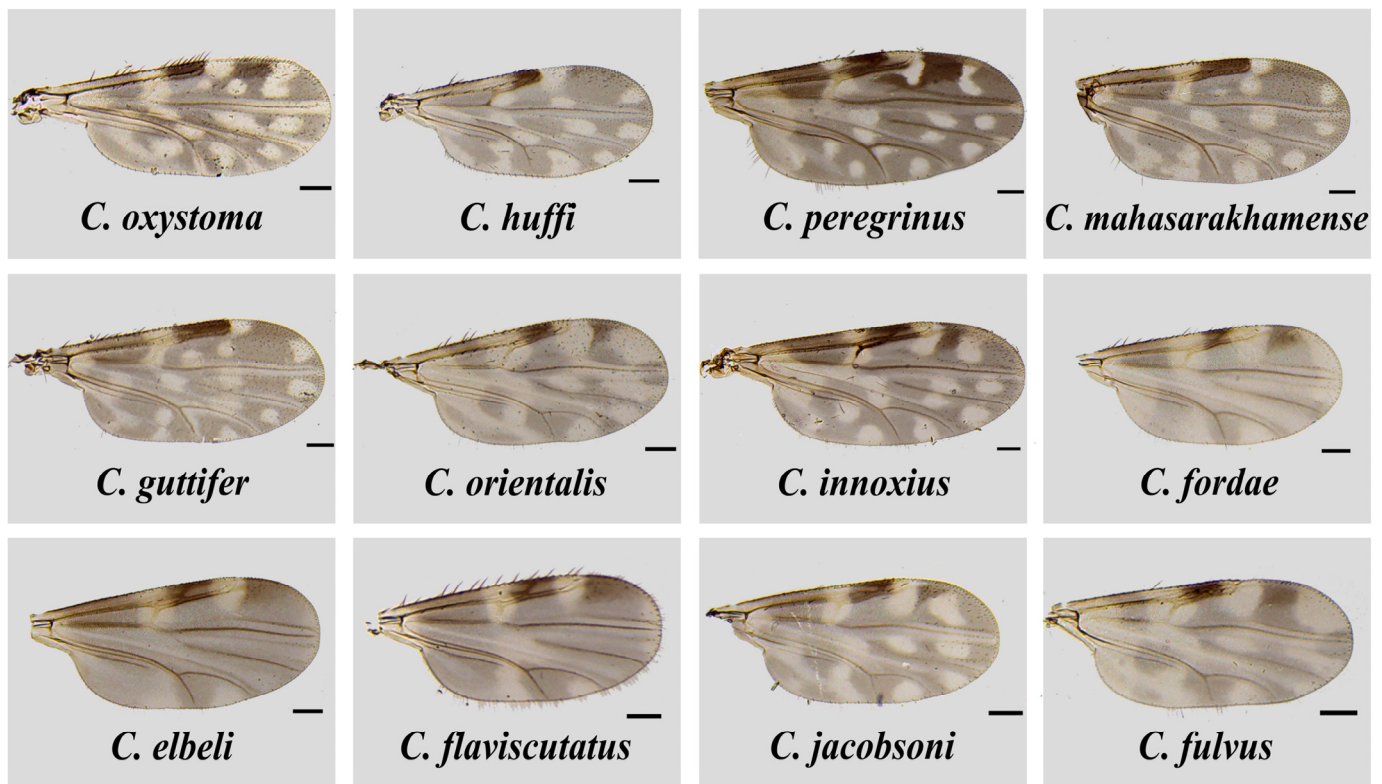 C. oxystoma
C. huffi
C. peregrinus
C. mahasarakhamense
C. guttifer
C. orientalis
C. innoxius
C. fordae
C. elbeli
C. flaviscutatus
C. jacobsoni
C. fulvus